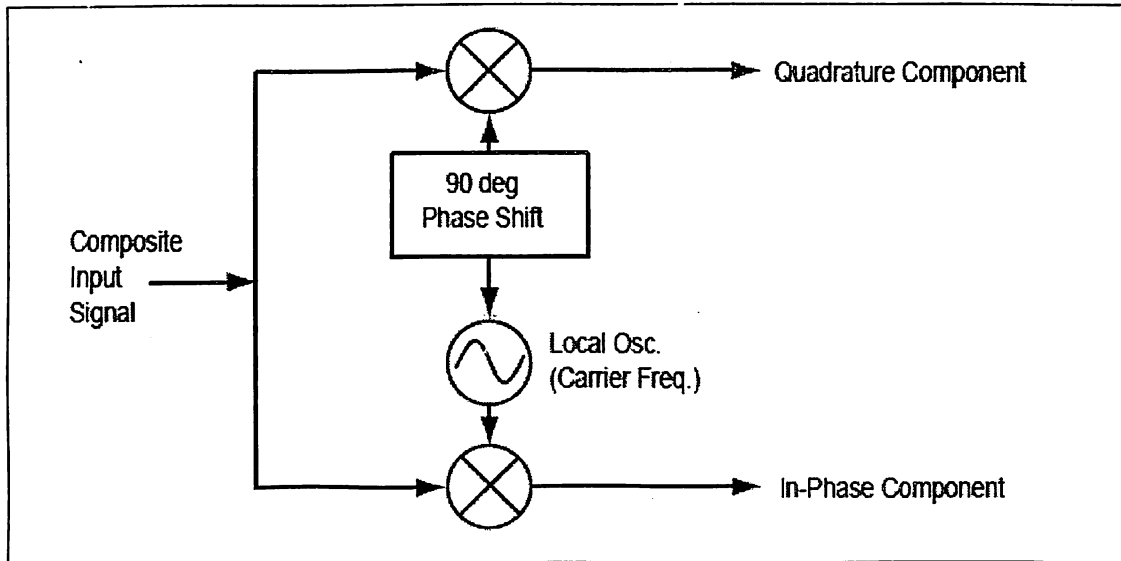 Quadrature Component
90 deg
Phase Shift
Composite
Input
Signal
Local Osc.
(Carrier Freq.)
In-Phase Component